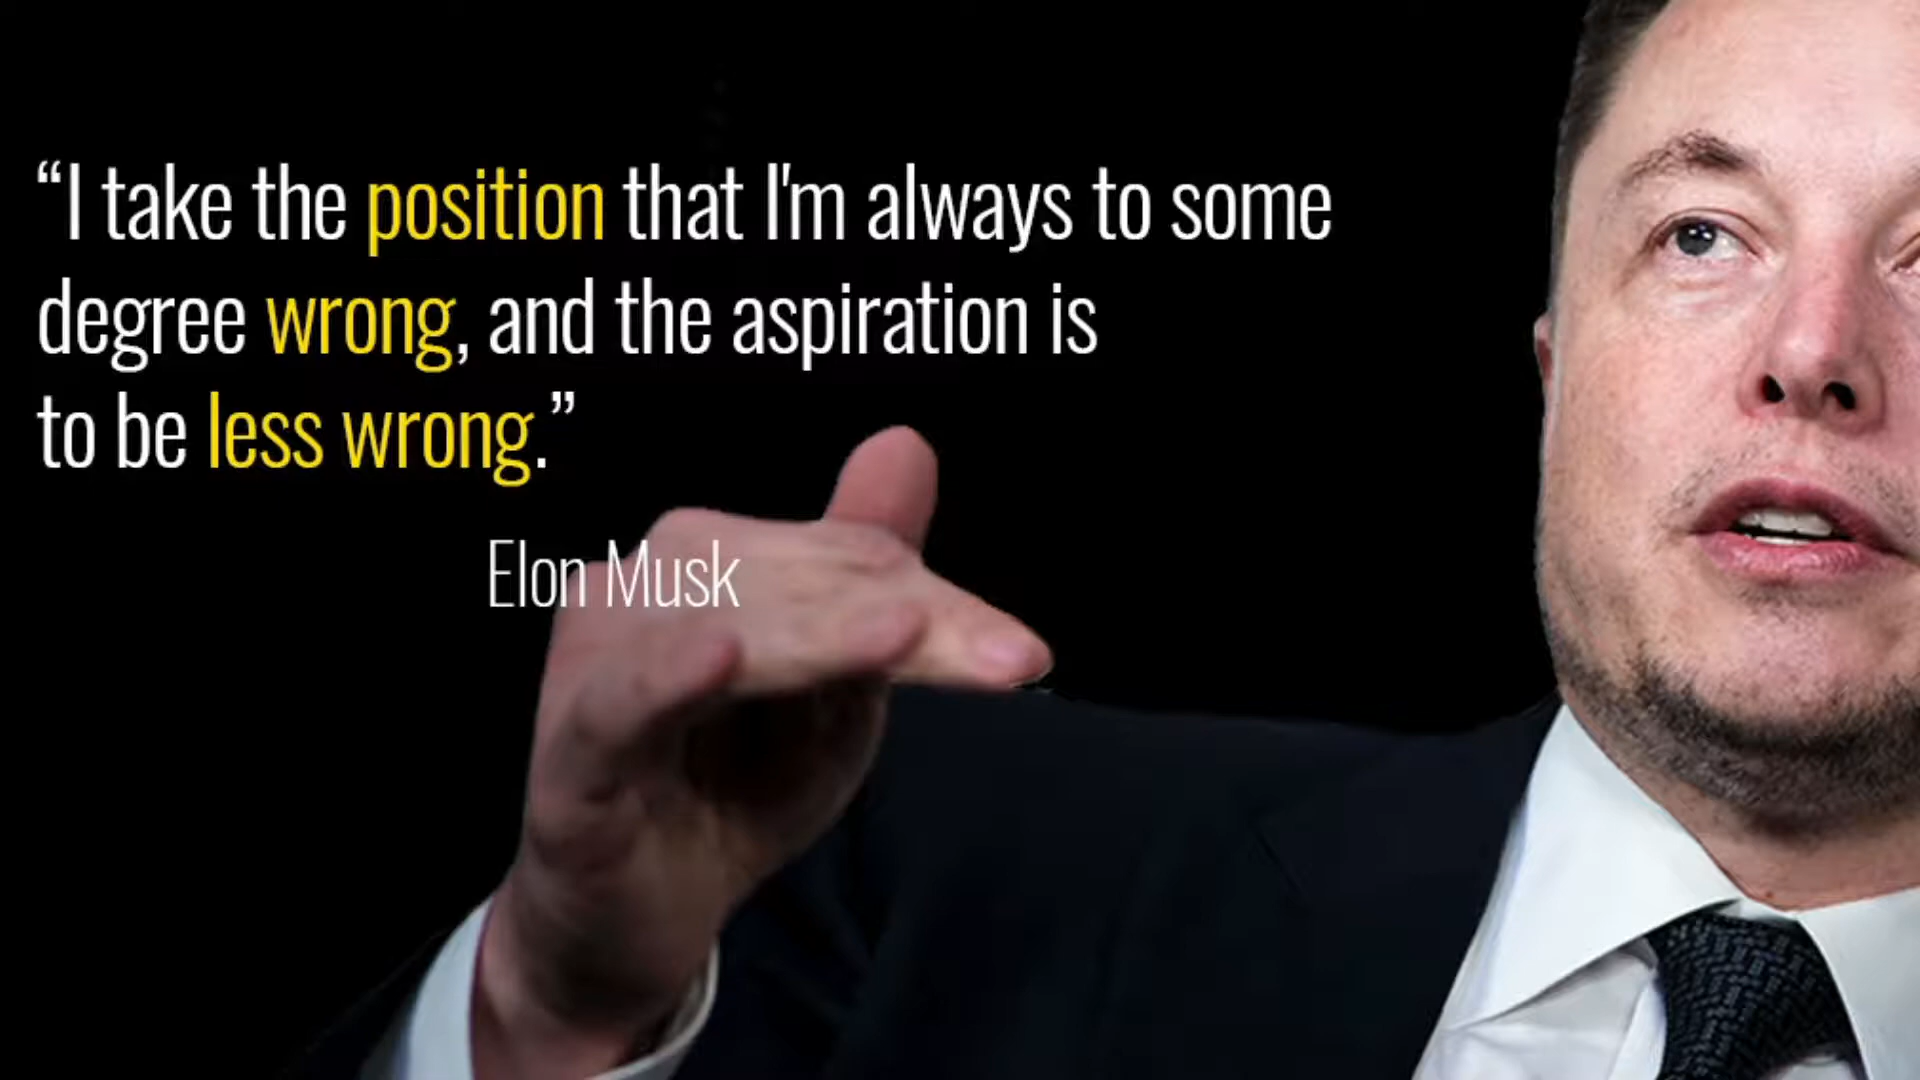 “I take the position that I'm always to some
degree wrong, and the aspiration is
to be less wrong.”
Elon Musk